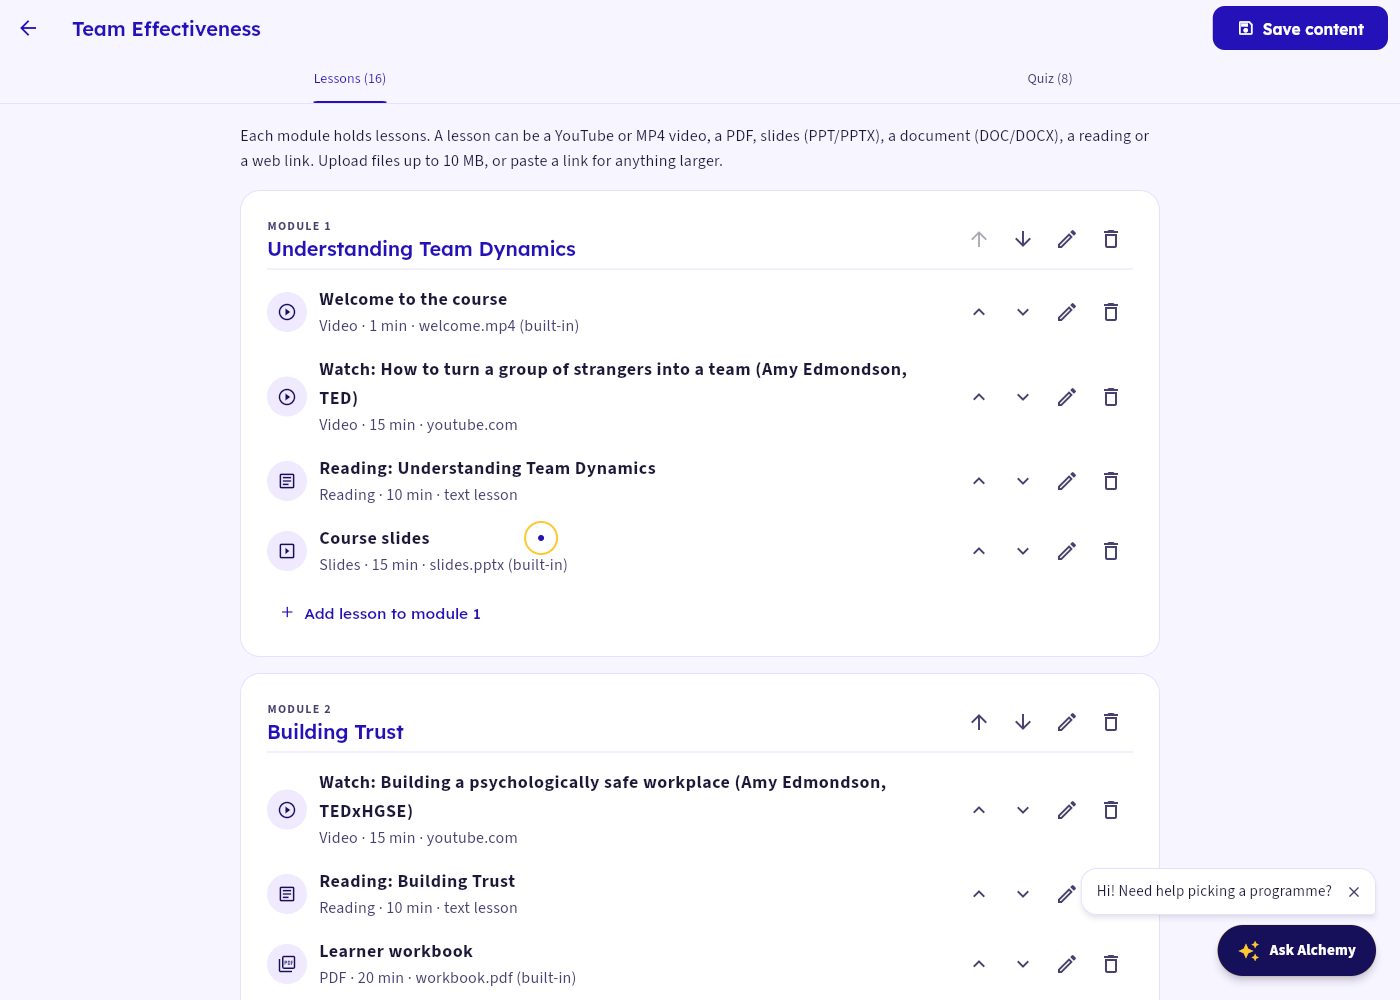 Team Effectiveness
Save content
Lessons (16)
Quiz (8)
Each module holds lessons. A lesson can be a YouTube or MP4 video, a PDF, slides (PPT/PPTX), a document (DOC/DOCX), a reading or
a web link. Upload files up to 10 MB, or paste a link for anything larger.
MODULE 1
Understanding Team Dynamics
Welcome to the course
Video · 1 min · welcome.mp4 (built-in)
Watch: How to turn a group of strangers into a team (Amy Edmondson,
TED)
Video · 15 min · youtube.com
Reading: Understanding Team Dynamics
Reading · 10 min · text lesson
Course slides
Slides · 15 min · slides.pptx (built-in)
+ Add lesson to module 1
MODULE 2
Building Trust
Watch: Building a psychologically safe workplace (Amy Edmondson,
TEDxHGSE)
Video · 15 min · youtube.com
Reading: Building Trust
Reading · 10 min · text lesson
Hi! Need help picking a programme?
Learner workbook
PDF
PDF · 20 min · workbook.pdf (built-in)
Ask Alchemy